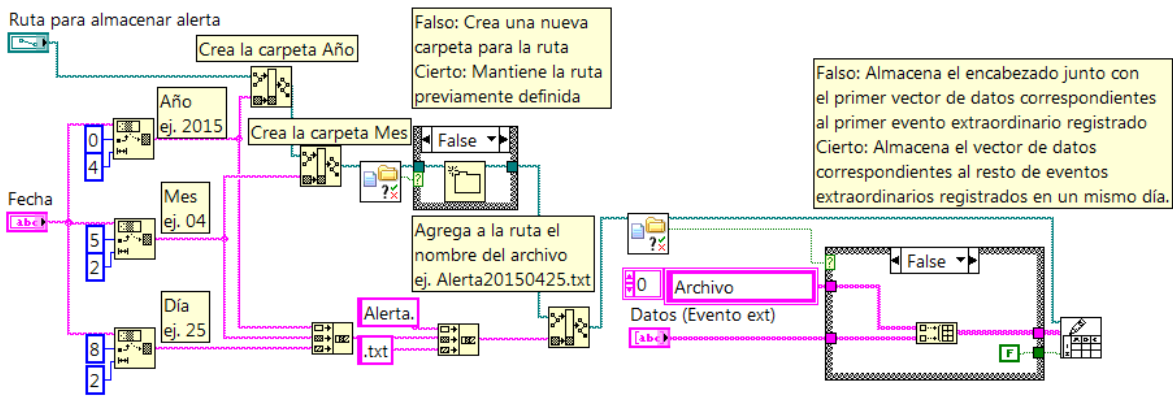 Ruta para almacenar alerta
Crea la carpeta Año
Falso: Crea una nueva
carpeta para la ruta
Cierto: Mantiene la ruta
previamente definida
Falso: Almacena el encabezado junto con
el primer vector de datos correspondientes
al primer evento extraordinario registrado
Cierto: Almacena el vector de datos
correspondientes al resto de eventos
extraordinarios registrados en un mismo día.
Año
ej. 2015
0
4
Crea la carpeta Mes
False
Fecha
abc
Mes
ej. 04
5
2
Agrega a la ruta el
nombre del archivo
ej. Alerta20150425.txt
False
0
Archivo
Datos (Evento ext)
abc
Día
ej. 25
8
2
Alerta.
.txt
F